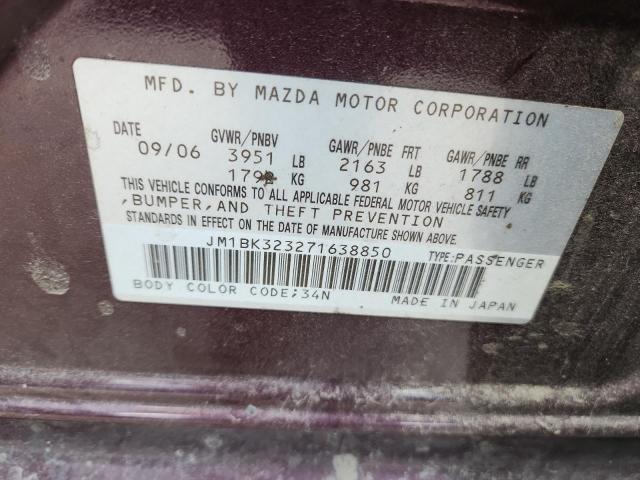 MFD. BY MAZDA MOTOR CORPORATION
DATE GVWR/PNBV GAWR/PNBE FRT GAWR/PNBE RR
09/06 3951 LB 2163 LB 1788 LB
1792 KG 981 KG 811 KG
THIS VEHICLE CONFORMS TO ALL APPLICABLE FEDERAL MOTOR VEHICLE SAFETY
,BUMPER,AND THEFT PREVENTION
STANDARDS IN EFFECT ON THE DATE OF MANUFACTURE SHOWN ABOVE.
JM1BK323271638850 TYPE:PASSENGER
BODY COLOR CODE;34N MADE IN JAPAN